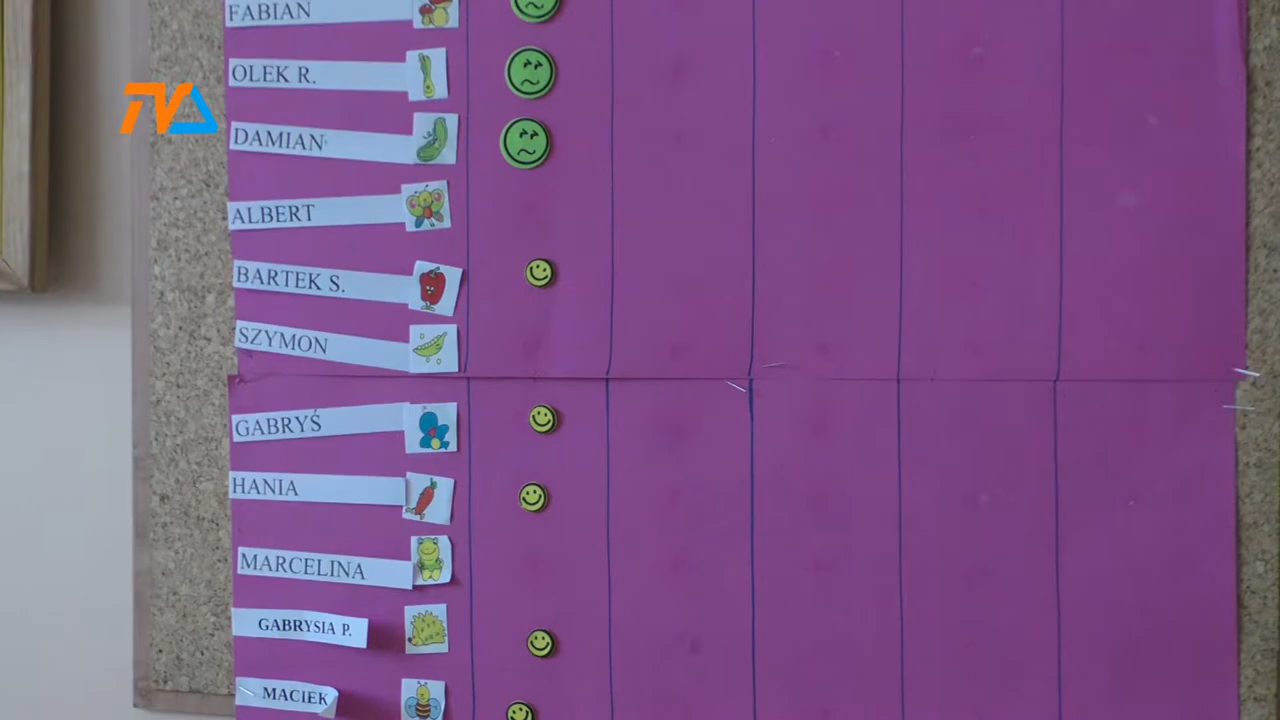 FABIAN
OLEK R.
TVA
DAMIAN
ALBERT
BARTEK S.
SZYMON
GABRYŚ
HANIA
MARCELINA
GABRYSIA P.
MACIEK